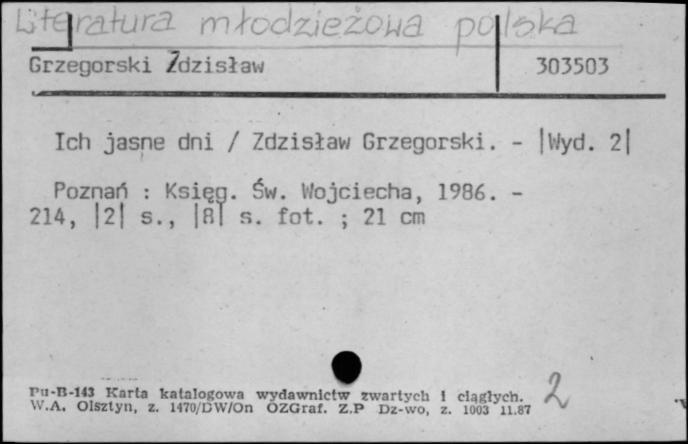 Literatura młodzieżowa polska
Grzegorski Zdzisław 303503
Ich jasne dni / Zdzisław Grzegorski. - |Wyd. 2|
Poznań : Księg. Św. Wojciecha, 1986. -
214, |2| s., |8| s. fot. ; 21 cm
Pu-B-143 Karta katalogowa wydawnictw zwartych i ciągłych.
W.A. Olsztyn, z. 1470/DW/On OZGraf. Z.P Dz-wo, z. 1003 11.87
2